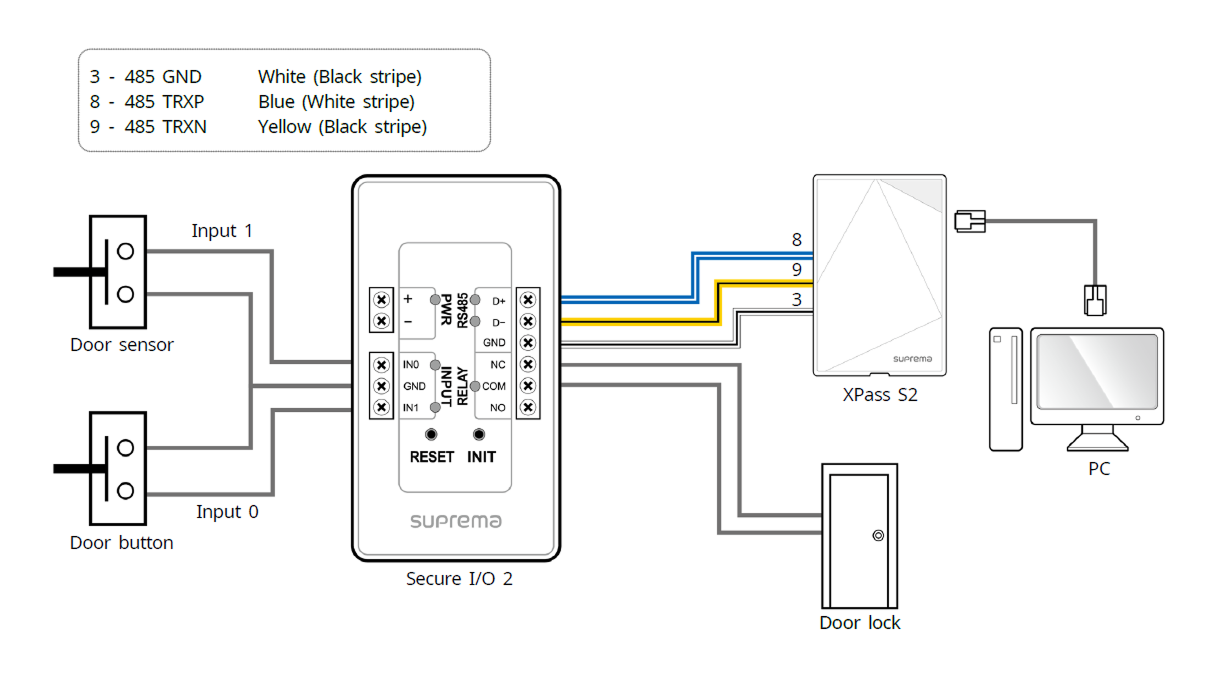 3 - 485 GND White (Black stripe)
8 - 485 TRXP Blue (White stripe)
9 - 485 TRXN Yellow (Black stripe)
Input 1
Door sensor
Input 0
Door button
+
−
PWR
RS485
D+
D−
GND
IN0
GND
IN1
INPUT
RELAY
NC
COM
NO
RESET INIT
suprema
Secure I/O 2
8
9
3
suprema
XPass S2
PC
Door lock